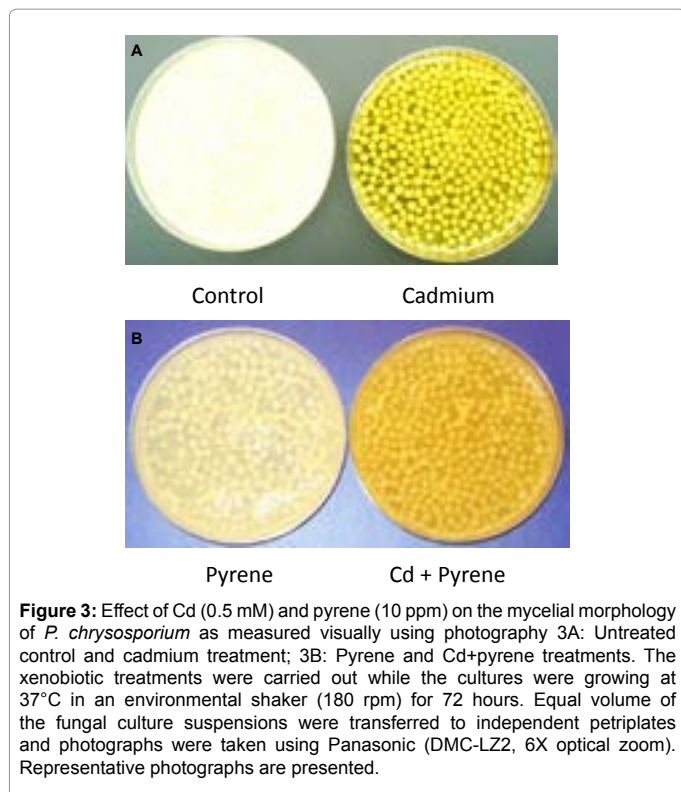 A
Control Cadmium
B
Pyrene Cd + Pyrene
Figure 3: Effect of Cd (0.5 mM) and pyrene (10 ppm) on the mycelial morphology
of P. chrysosporium as measured visually using photography 3A: Untreated
control and cadmium treatment; 3B: Pyrene and Cd+pyrene treatments. The
xenobiotic treatments were carried out while the cultures were growing at
37°C in an environmental shaker (180 rpm) for 72 hours. Equal volume of
the fungal culture suspensions were transferred to independent petriplates
and photographs were taken using Panasonic (DMC-LZ2, 6X optical zoom).
Representative photographs are presented.